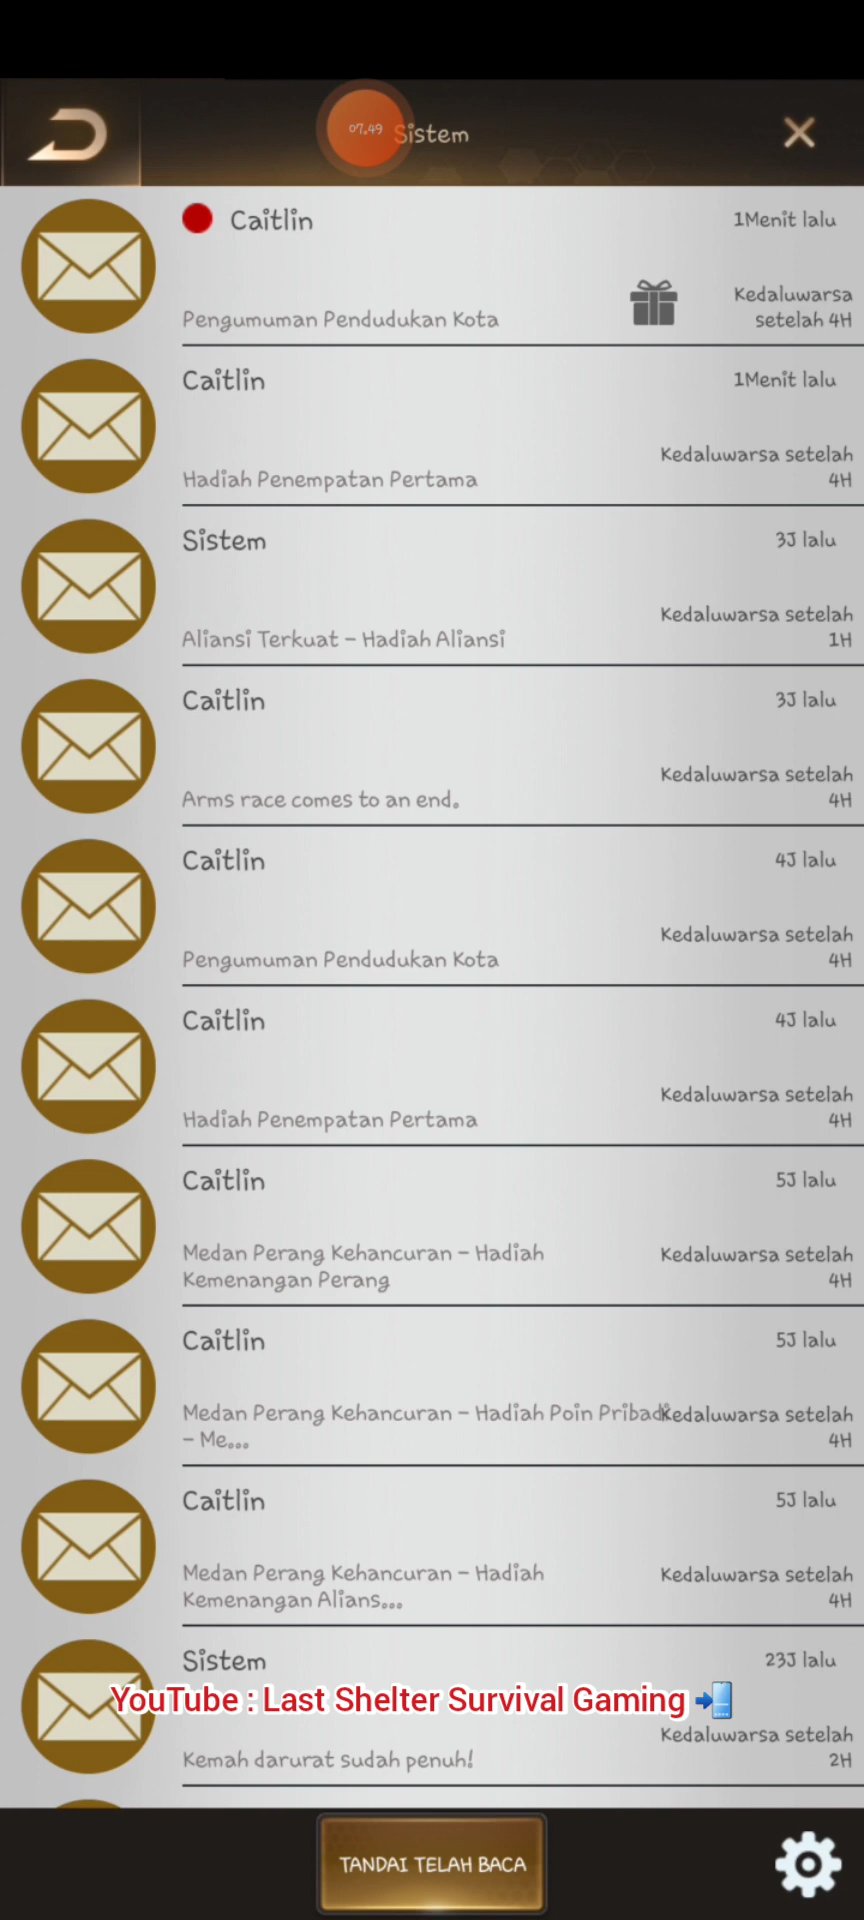 07.49 Sistem
Caitlin
1Menit lalu
Pengumuman Pendudukan Kota
Kedaluwarsa
setelah 4H
Caitlin
1Menit lalu
Hadiah Penempatan Pertama
Kedaluwarsa setelah
4H
Sistem
3J lalu
Aliansi Terkuat - Hadiah Aliansi
Kedaluwarsa setelah
1H
Caitlin
3J lalu
Arms race comes to an end.
Kedaluwarsa setelah
4H
Caitlin
4J lalu
Pengumuman Pendudukan Kota
Kedaluwarsa setelah
4H
Caitlin
4J lalu
Hadiah Penempatan Pertama
Kedaluwarsa setelah
4H
Caitlin
5J lalu
Medan Perang Kehancuran - Hadiah
Kemenangan Perang
Kedaluwarsa setelah
4H
Caitlin
5J lalu
Medan Perang Kehancuran - Hadiah Poin Pribadi
- Me...
Kedaluwarsa setelah
4H
Caitlin
5J lalu
Medan Perang Kehancuran - Hadiah
Kemenangan Alians...
Kedaluwarsa setelah
4H
Sistem
23J lalu
YouTube : Last Shelter Survival Gaming
Kemah darurat sudah penuh!
Kedaluwarsa setelah
2H
TANDAI TELAH BACA